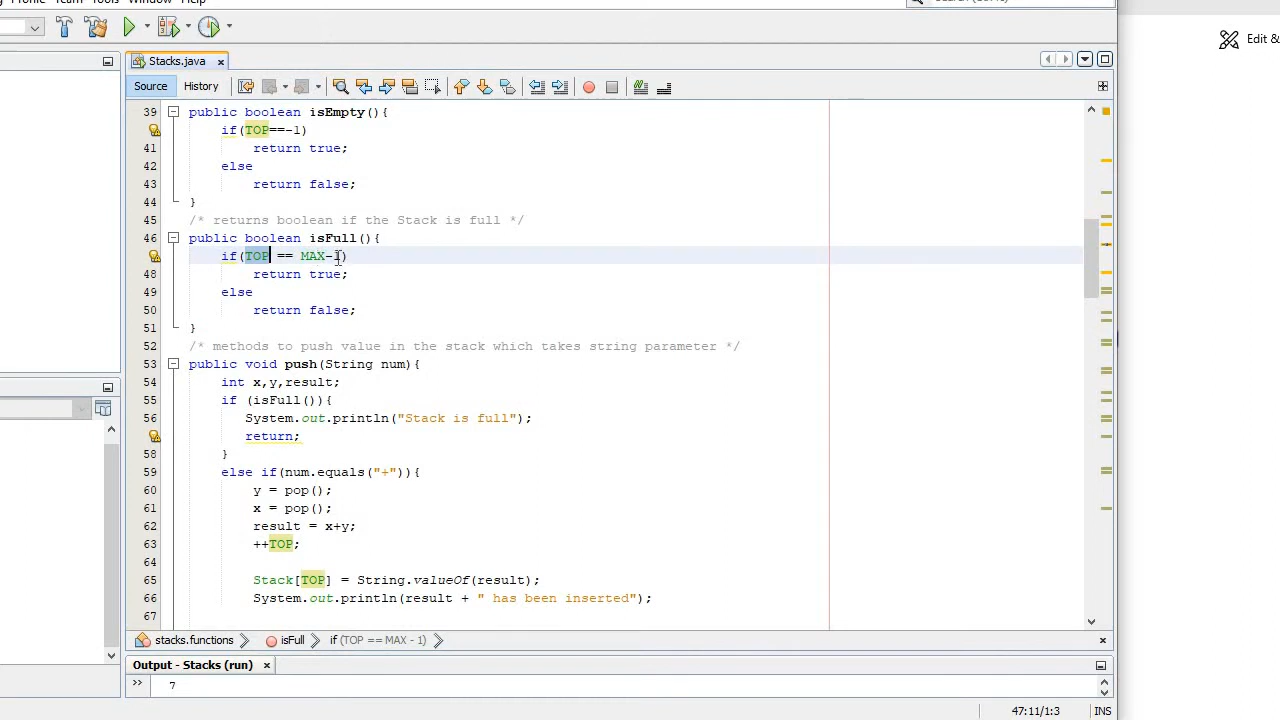 Profile Team Tools Window Help
Edit &
Stacks.java ×
Source History
39 public boolean isEmpty(){
if(TOP==-1)
41 return true;
42 else
43 return false;
44 }
45 /* returns boolean if the Stack is full */
46 public boolean isFull(){
if(TOP == MAX-1)
48 return true;
49 else
50 return false;
51 }
52 /* methods to push value in the stack which takes string parameter */
53 public void push(String num){
54 int x,y,result;
55 if (isFull()){
56 System.out.println("Stack is full");
return;
58 }
59 else if(num.equals("+")){
60 y = pop();
61 x = pop();
62 result = x+y;
63 ++TOP;
64
65 Stack[TOP] = String.valueOf(result);
66 System.out.println(result + " has been inserted");
67
stacks.functions isFull if (TOP == MAX - 1)
Output - Stacks (run) ×
7
47:11/1:3 INS